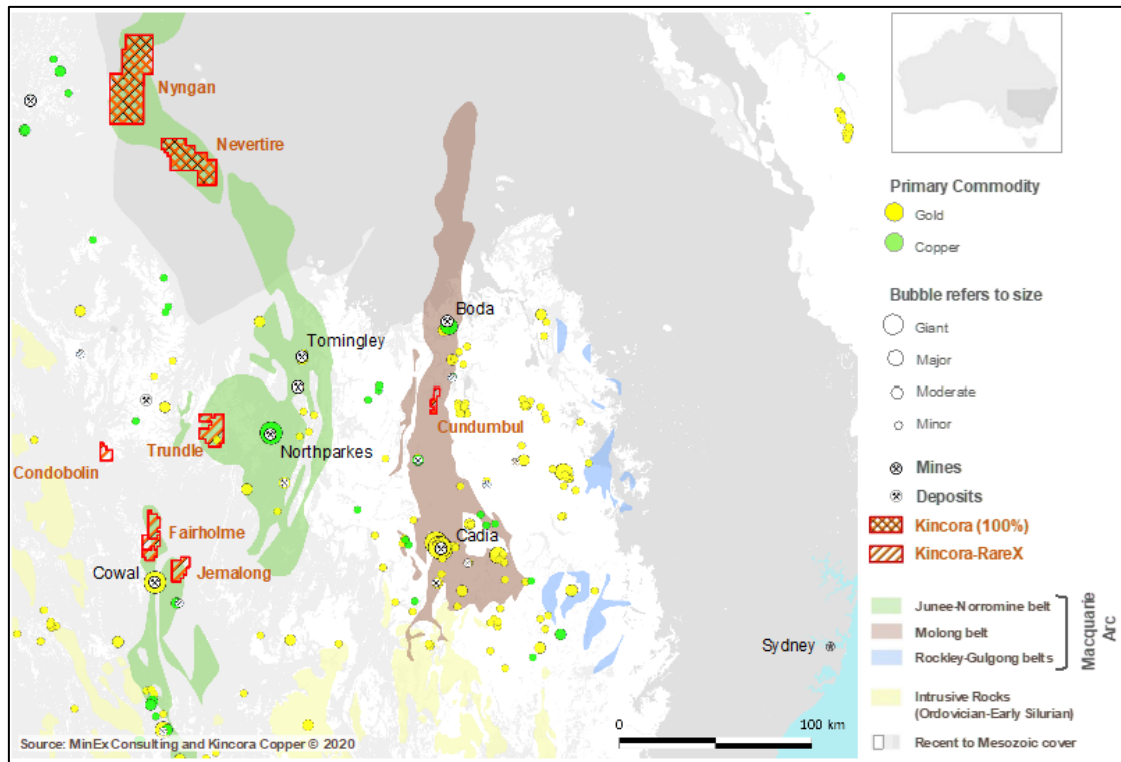 Nyngan
Nevertire
Boda
Tomingley
Cundumbul
Trundle
Northparkes
Condobolin
Fairholme
Cadia
Cowal
Jemalong
Sydney
0 100 km
Source: MinEx Consulting and Kincora Copper © 2020
Primary Commodity
Gold
Copper
Bubble refers to size
Giant
Major
Moderate
Minor
Mines
Deposits
Kincora (100%)
Kincora-RareX
Junee-Norromine belt
Molong belt
Rockley-Gulgong belts
Macquarie
Arc
Intrusive Rocks
(Ordovician-Early Silurian)
Recent to Mesozoic cover